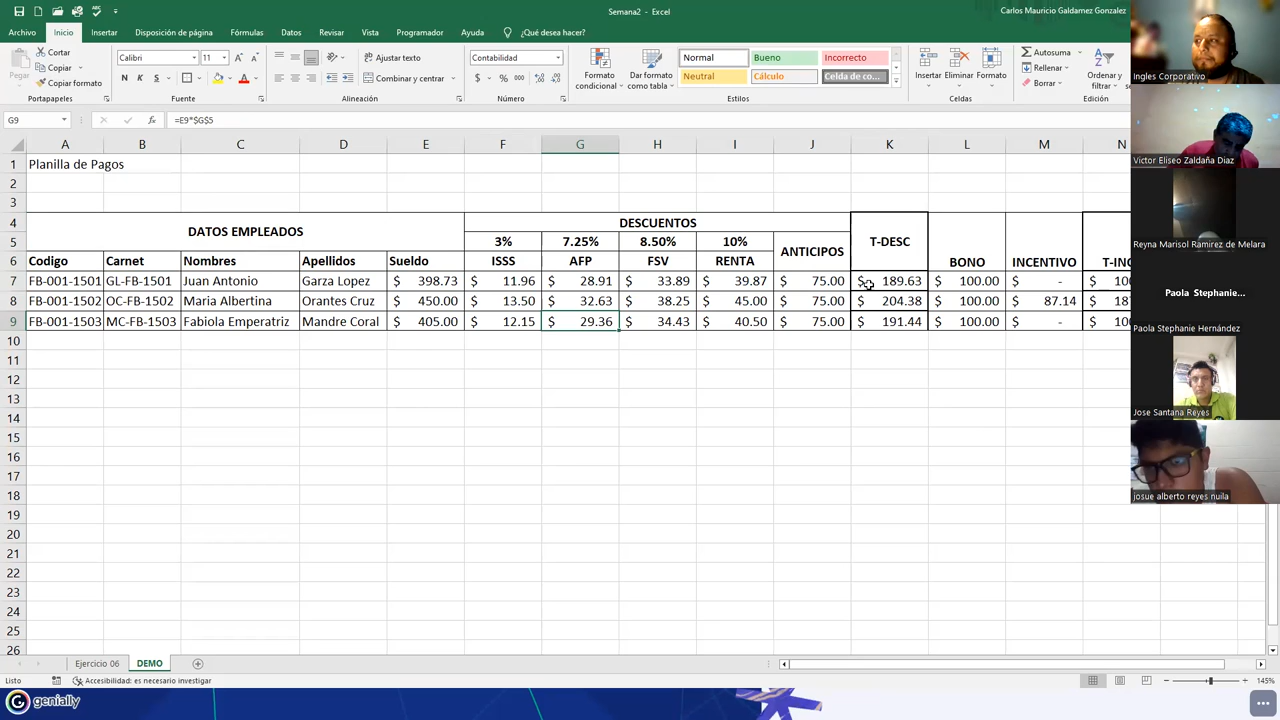 Semana2 - Excel
Carlos Mauricio Galdamez Gonzalez
Archivo Inicio Insertar Disposición de página Fórmulas Datos Revisar Vista Programador Ayuda ¿Qué desea hacer?
Pegar Cortar Copiar Copiar formato
Portapapeles
Calibri 11
N K S
Fuente
Ajustar texto
Combinar y centrar
Alineación
Contabilidad
$ % 000
Número
Formato condicional Dar formato como tabla
Normal Bueno Incorrecto
Neutral Cálculo Celda de co...
Estilos
Insertar Eliminar Formato
Celdas
Autosuma
Rellenar
Borrar
Ordenar y filtrar
Edición
G9 =E9*$G$5
A B C D E F G H I J K L M N
1 Planilla de Pagos
2
3
4 DATOS EMPLEADOS DESCUENTOS T-DESC
5 3% 7.25% 8.50% 10% ANTICIPOS
6 Codigo Carnet Nombres Apellidos Sueldo ISSS AFP FSV RENTA BONO INCENTIVO
7 FB-001-1501 GL-FB-1501 Juan Antonio Garza Lopez $ 398.73 $ 11.96 $ 28.91 $ 33.89 $ 39.87 $ 75.00 $ 189.63 $ 100.00 $ - $
8 FB-001-1502 OC-FB-1502 Maria Albertina Orantes Cruz $ 450.00 $ 13.50 $ 32.63 $ 38.25 $ 45.00 $ 75.00 $ 204.38 $ 100.00 $ 87.14 $
9 FB-001-1503 MC-FB-1503 Fabiola Emperatriz Mandre Coral $ 405.00 $ 12.15 $ 29.36 $ 34.43 $ 40.50 $ 75.00 $ 191.44 $ 100.00 $ - $
10
11
12
13
14
15
16
17
18
19
20
21
22
23
24
25
26
Ejercicio 06 DEMO
Listo Accesibilidad: es necesario investigar 145%
genially
Ingles Corporativo
Victor Eliseo Zaldaña Diaz
Reyna Marisol Ramirez de Melara
Paola Stephanie...
Paola Stephanie Hernández
Jose Santana Reyes
josue alberto reyes nuila